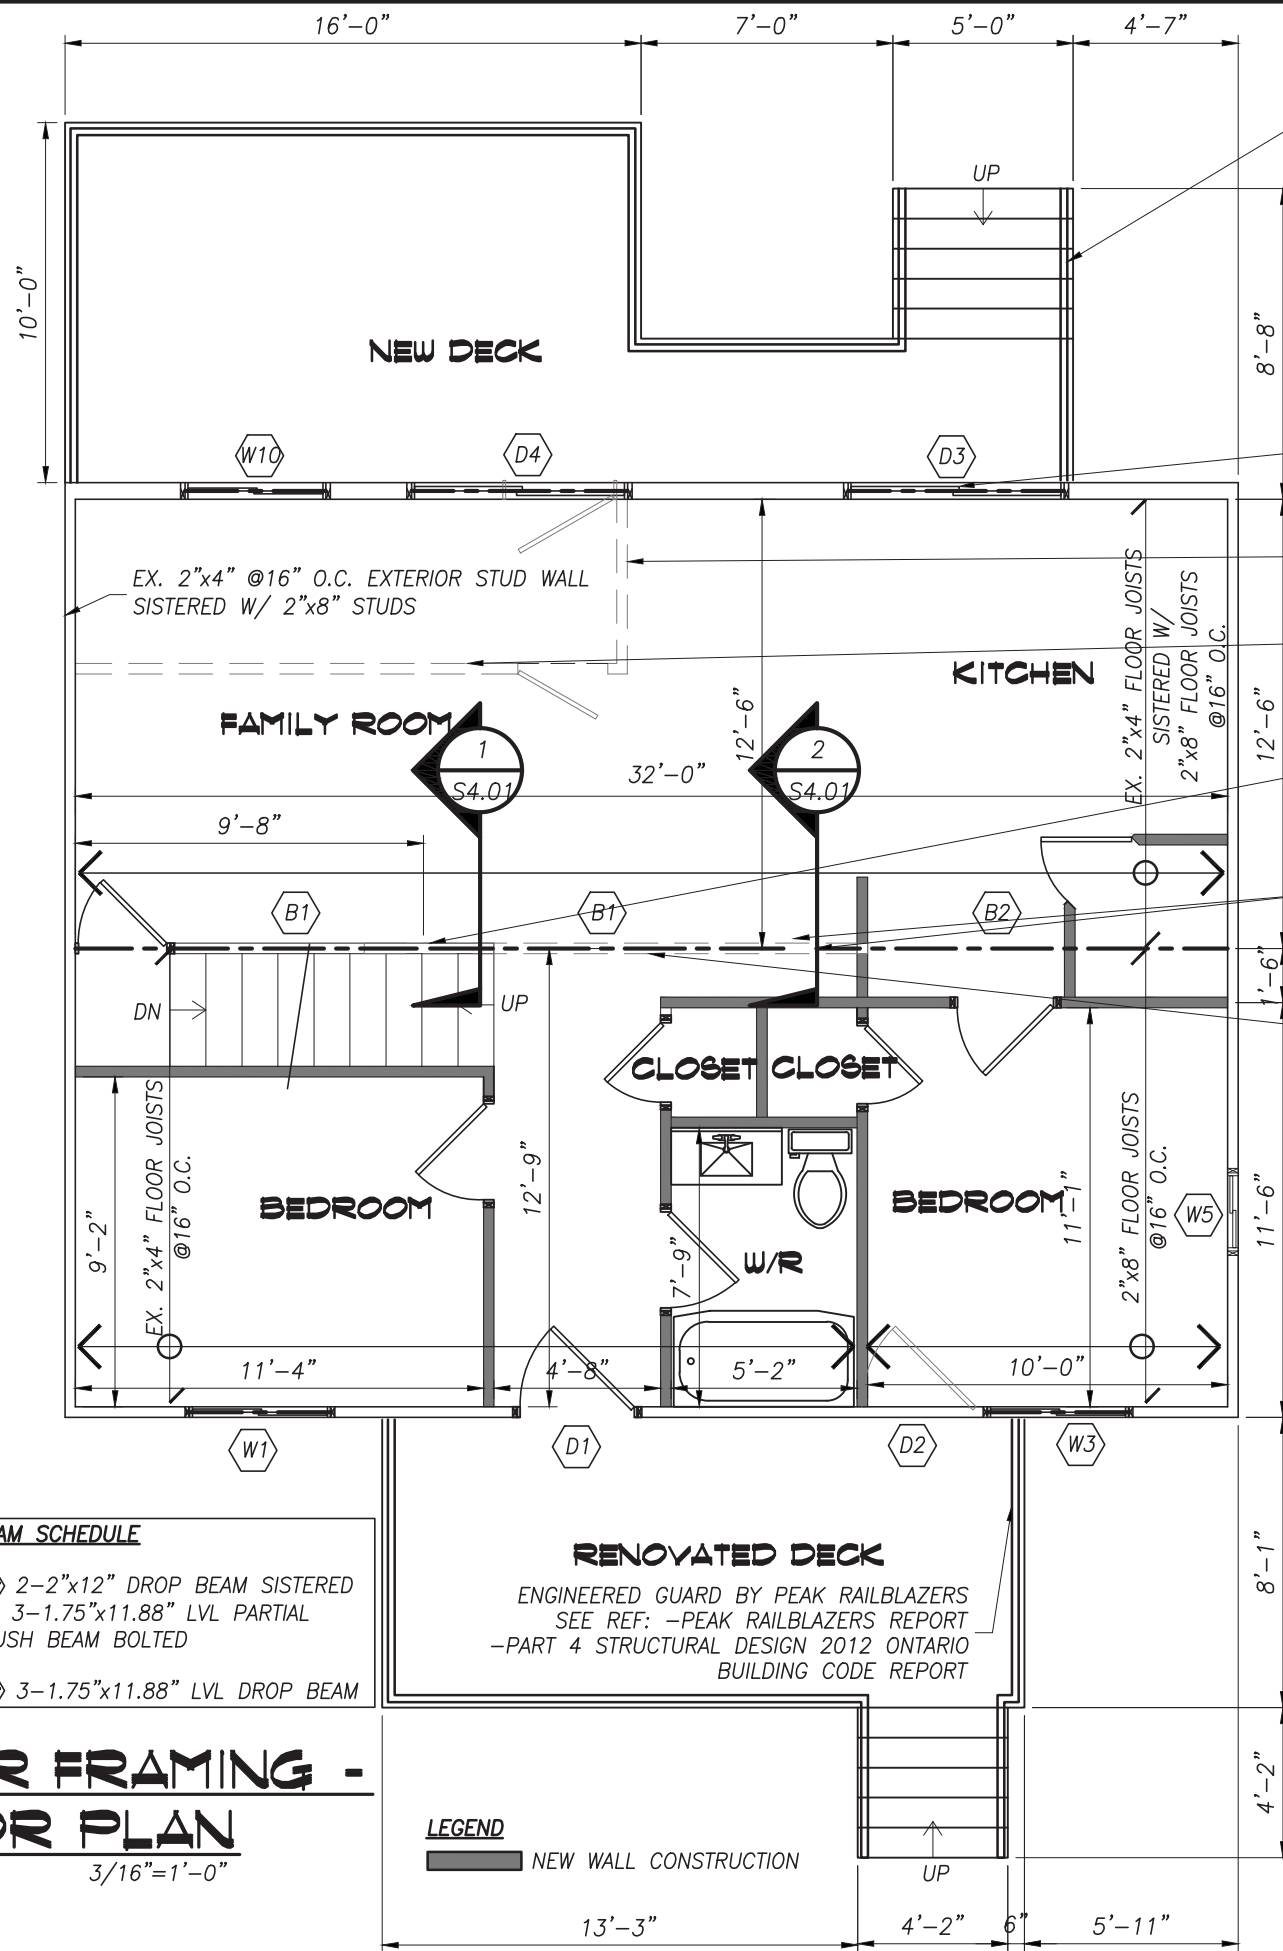 16'-0"
7'-0"
5'-0"
4'-7"
UP
10'-0"
8'-8"
NEW DECK
W10
D4
D3
EX. 2"x4" @16" O.C. EXTERIOR STUD WALL
SISTERED W/ 2"x8" STUDS
EX. 2"x4" FLOOR JOISTS
SISTERED W/
2"x8" FLOOR JOISTS
@16" O.C.
KITCHEN
FAMILY ROOM
12'-6"
12'-6"
1
S4.01
2
S4.01
32'-0"
9'-8"
B1
B1
B2
1'-6"
DN
UP
CLOSET
CLOSET
EX. 2"x4" FLOOR JOISTS
@16" O.C.
2"x8" FLOOR JOISTS
@16" O.C.
BEDROOM
BEDROOM
12'-9"
9'-2"
7'-9"
11'-1"
11'-6"
W5
W/R
11'-4"
4'-8"
5'-2"
10'-0"
W1
D1
D2
W3
AM SCHEDULE
2-2"x12" DROP BEAM SISTERED
3-1.75"x11.88" LVL PARTIAL
USH BEAM BOLTED
3-1.75"x11.88" LVL DROP BEAM
RENOVATED DECK
ENGINEERED GUARD BY PEAK RAILBLAZERS
SEE REF: -PEAK RAILBLAZERS REPORT
-PART 4 STRUCTURAL DESIGN 2012 ONTARIO
BUILDING CODE REPORT
8'-1"
R FRAMING -
OR PLAN
3/16"=1'-0"
LEGEND
NEW WALL CONSTRUCTION
UP
4'-2"
13'-3"
4'-2"
6"
5'-11"